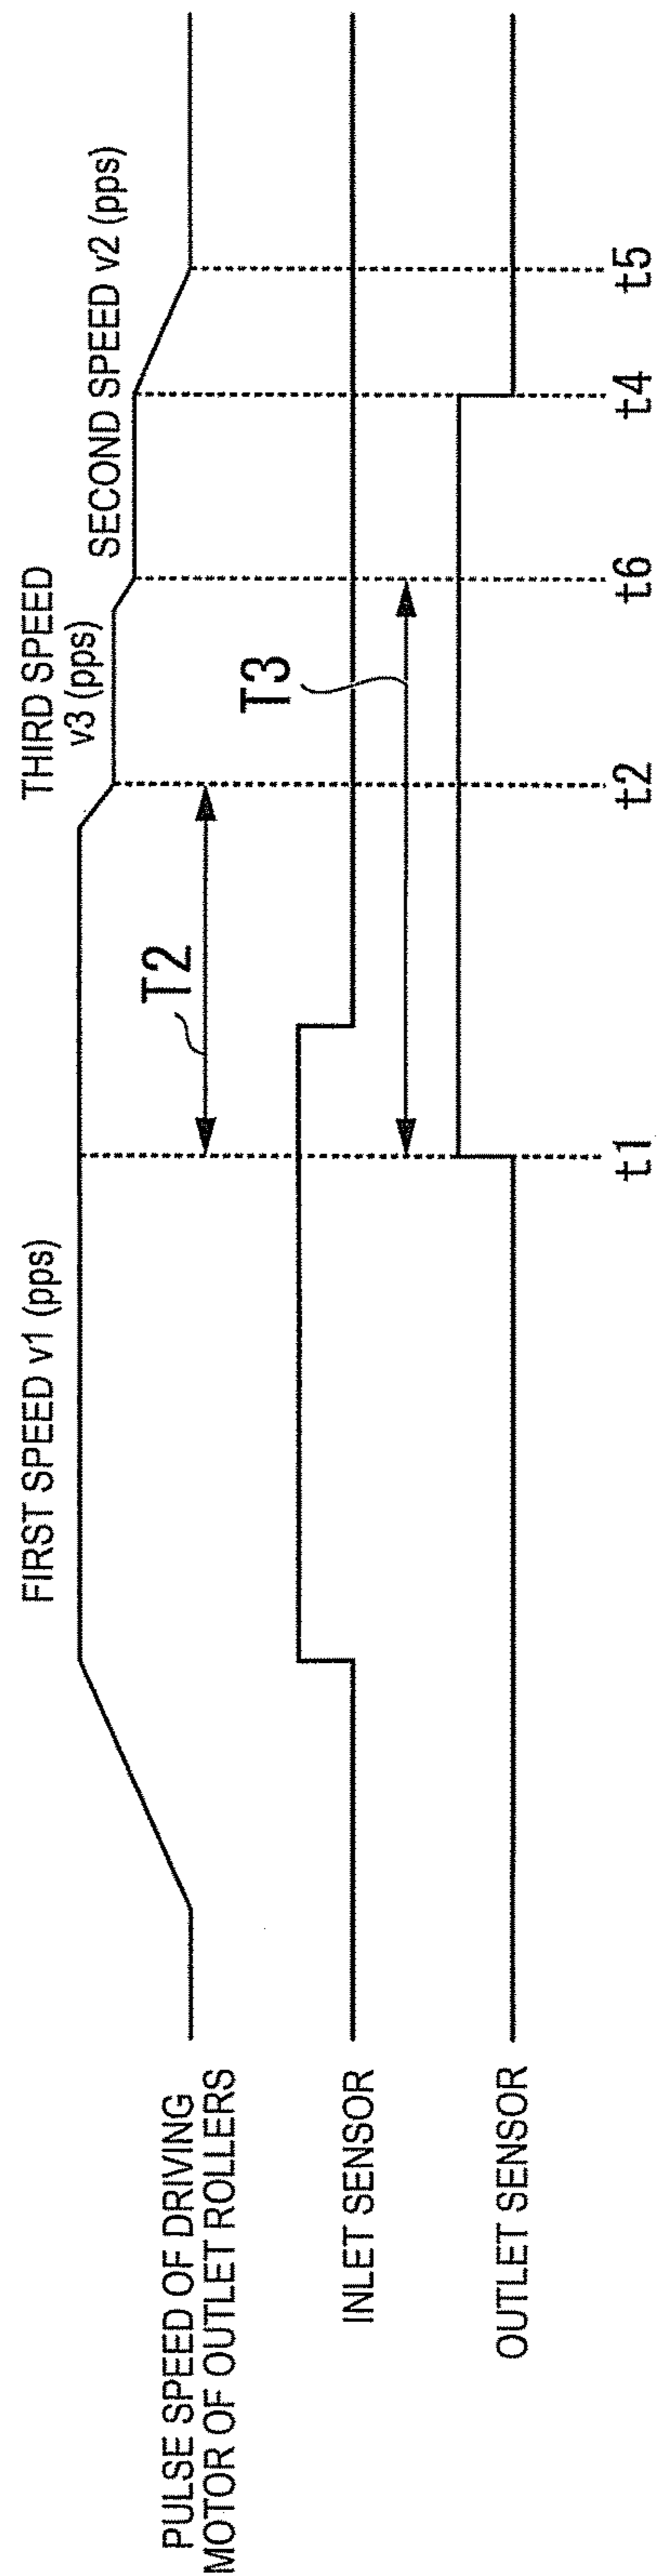 FIRST SPEED v1 (pps)
THIRD SPEED
v3 (pps)
SECOND SPEED v2 (pps)
PULSE SPEED OF DRIVING
MOTOR OF OUTLET ROLLERS
T2
INLET SENSOR
T3
OUTLET SENSOR
t1
t2
t6
t4
t5